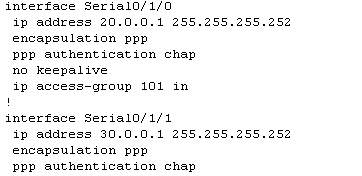 interface Serial0/1/0
 ip address 20.0.0.1 255.255.255.252
 encapsulation ppp
 ppp authentication chap
 no keepalive
 ip access-group 101 in
!
interface Serial0/1/1
 ip address 30.0.0.1 255.255.255.252
 encapsulation ppp
 ppp authentication chap